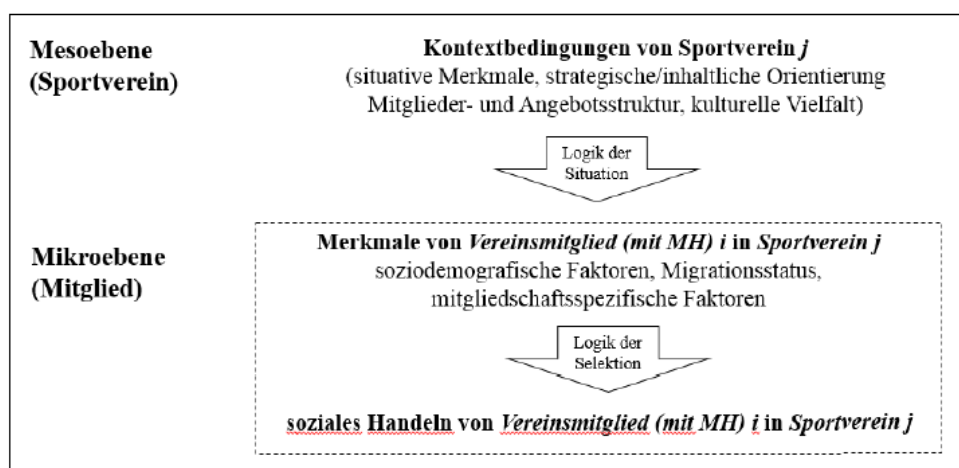 Mesoebene
(Sportverein)
Kontextbedingungen von Sportverein j
(situative Merkmale, strategische/inhaltliche Orientierung
Mitglieder- und Angebotsstruktur, kulturelle Vielfalt)
Logik der
Situation
Mikroebene
(Mitglied)
Merkmale von Vereinsmitglied (mit MH) i in Sportverein j
soziodemografische Faktoren, Migrationsstatus,
mitgliedschaftsspezifische Faktoren
Logik der
Selektion
soziales Handeln von Vereinsmitglied (mit MH) i in Sportverein j